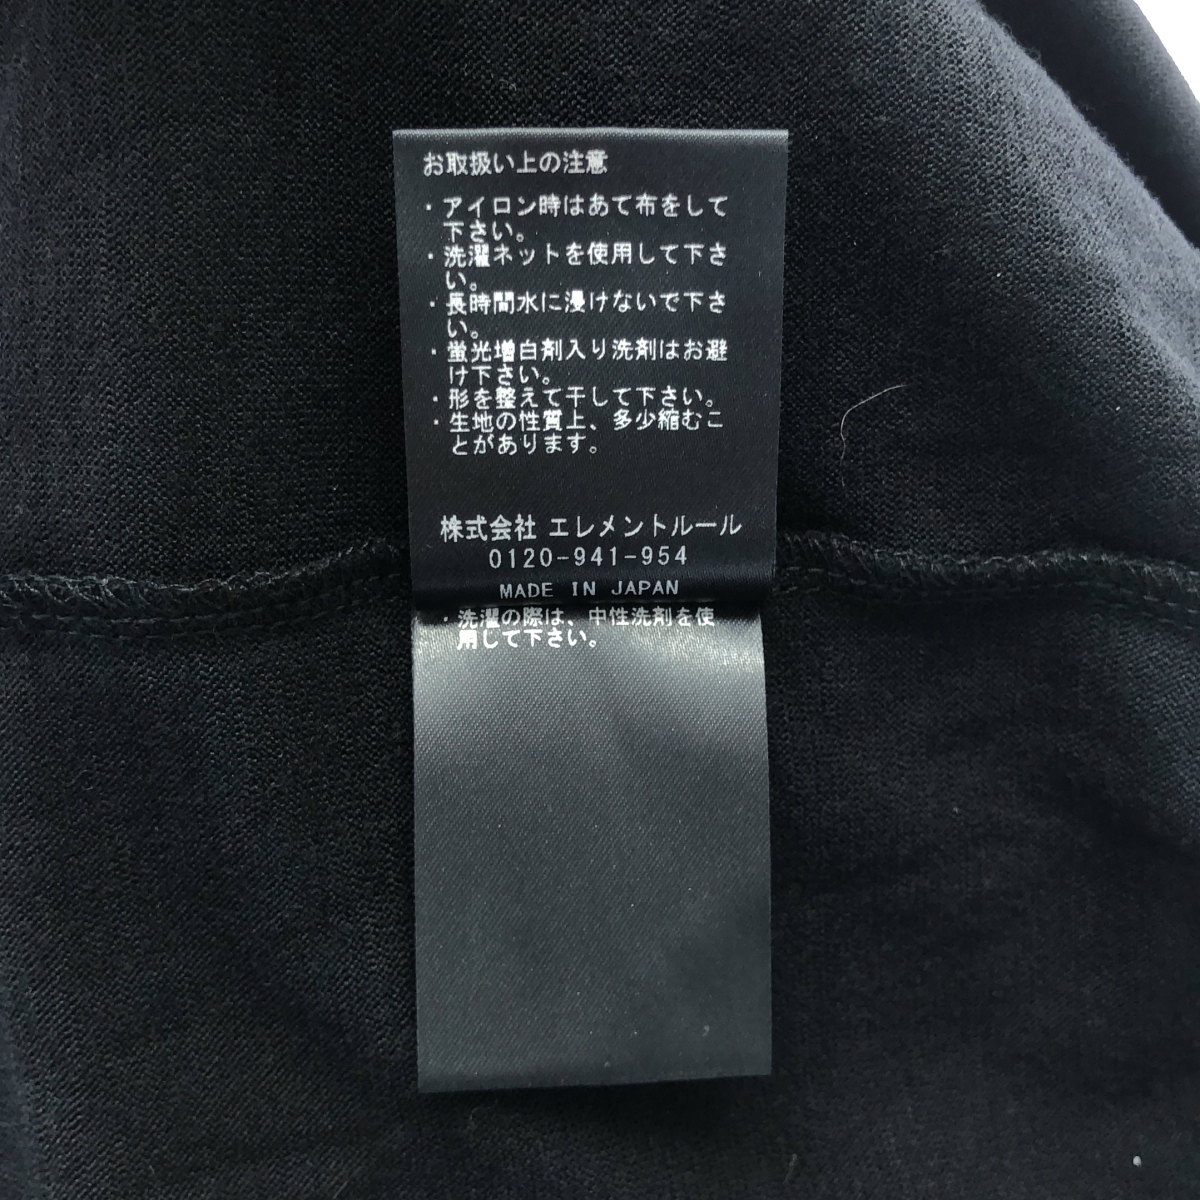 お取扱い上の注意
・アイロン時はあて布をして
下さい。
・洗濯ネットを使用して下さ
い。
・長時間水に浸けないで下さ
い。
・蛍光増白剤入り洗剤はお避
け下さい。
・形を整えて干して下さい。
・生地の性質上、多少縮むこ
とがあります。
株式会社 エレメントルール
0120-941-954
MADE IN JAPAN
・洗濯の際は、中性洗剤を使
用して下さい。